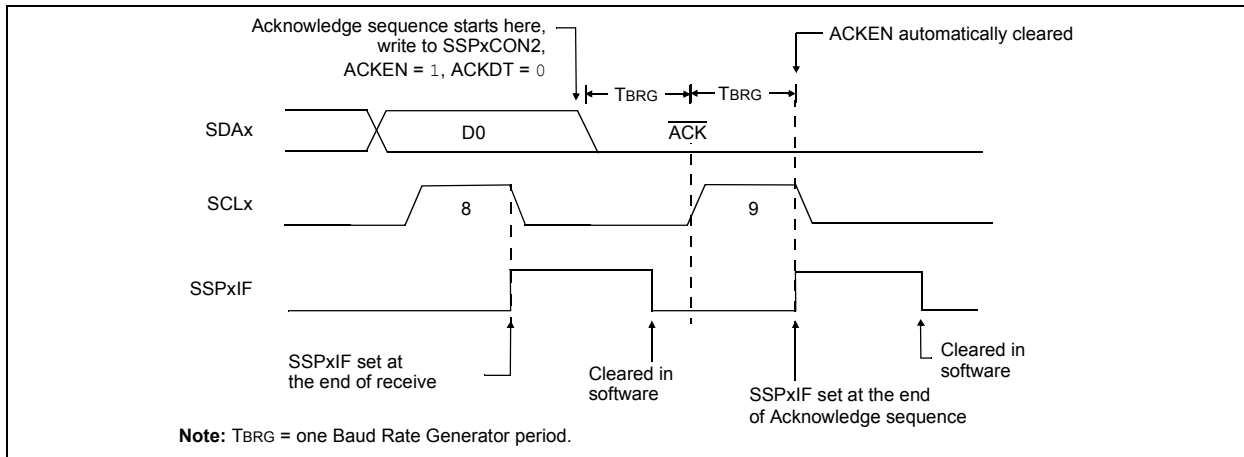 Acknowledge sequence starts here,
write to SSPxCON2,
ACKEN = 1, ACKDT = 0
ACKEN automatically cleared
TBRG
TBRG
SDAx
D0
ACK
SCLx
8
9
SSPxIF
SSPxIF set at
the end of receive
Cleared in
software
SSPxIF set at the end
of Acknowledge sequence
Cleared in
software
Note: TBRG = one Baud Rate Generator period.